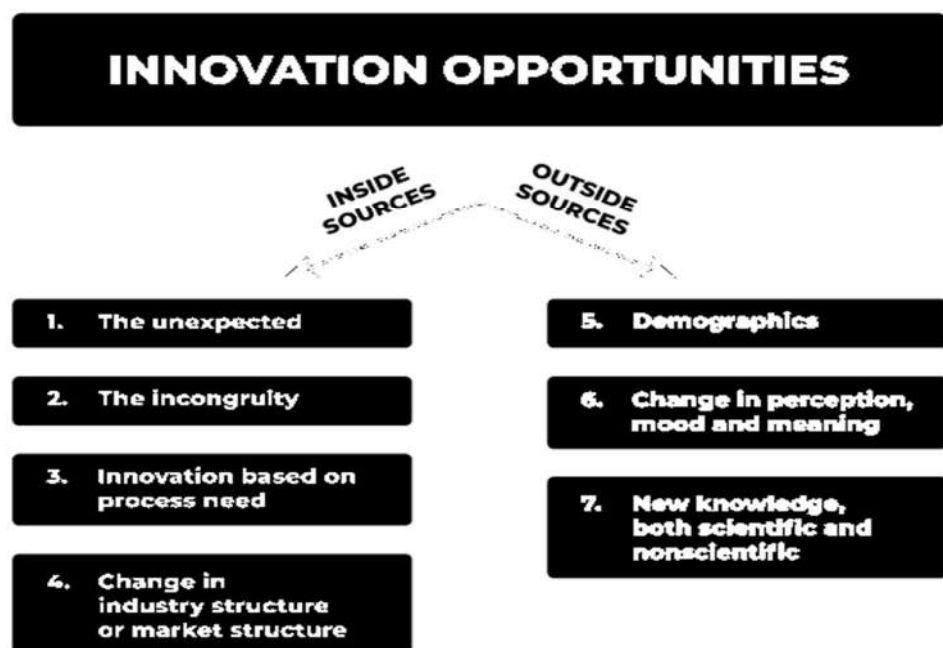 INNOVATION OPPORTUNITIES
INSIDE
SOURCES
OUTSIDE
SOURCES
1. The unexpected
2. The incongruity
3. Innovation based on
process need
4. Change in
industry structure
or market structure
5. Demographics
6. Change in perception,
mood and meaning
7. New knowledge,
both scientific and
nonscientific